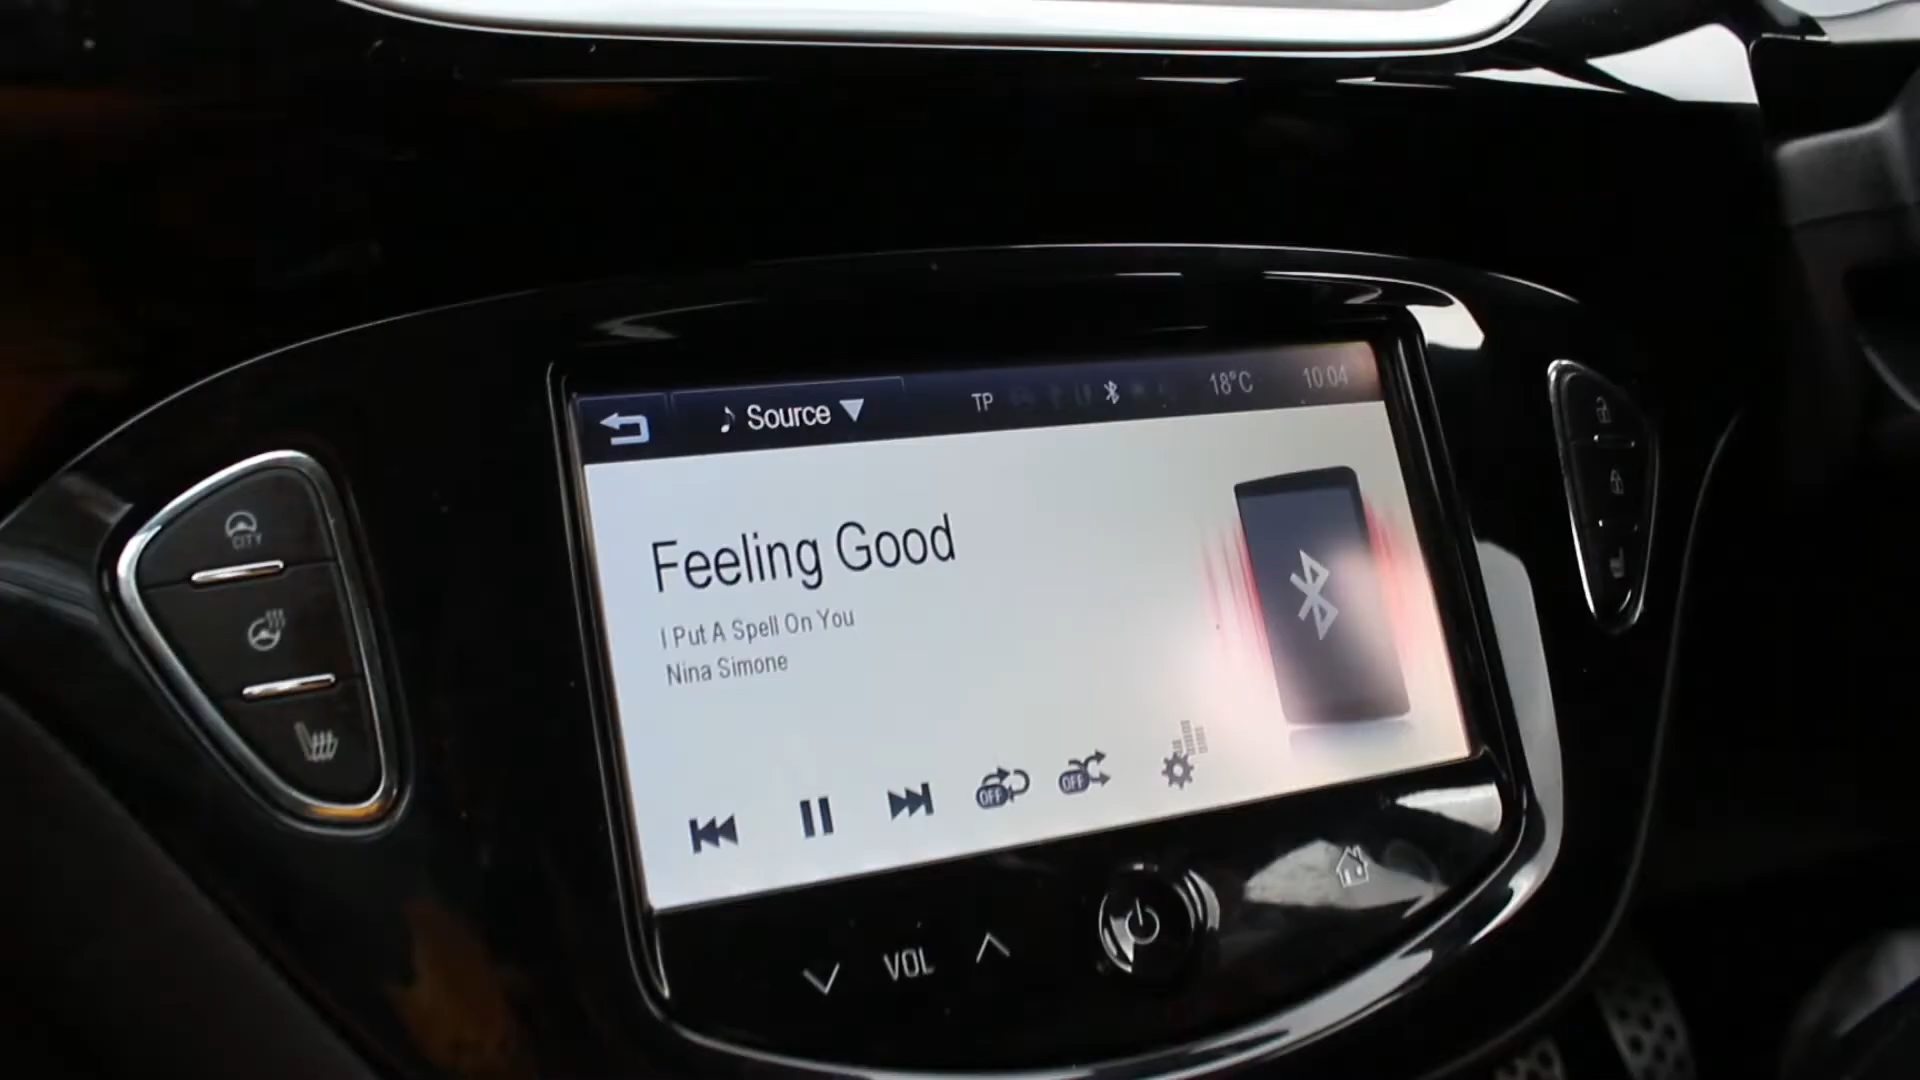 Source
TP
18°C
10:04
CITY
Feeling Good
I Put A Spell On You
Nina Simone
OFF
OFF
VOL